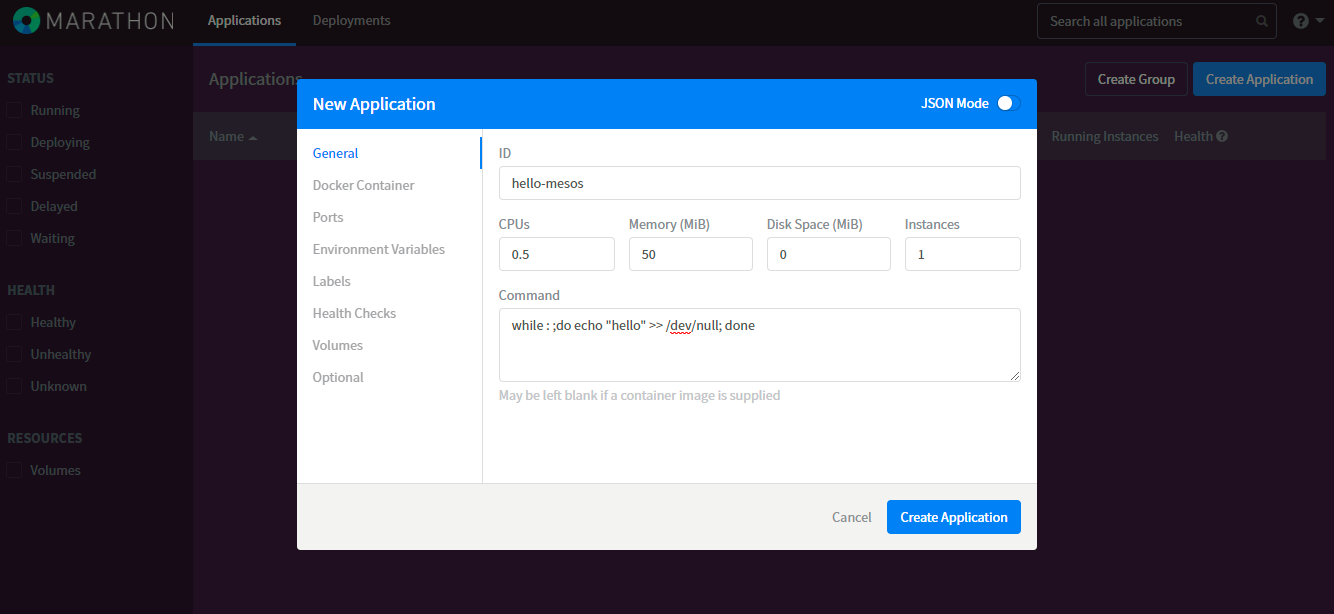 MARATHON
Applications
Deployments
Search all applications
?
STATUS
Running
Deploying
Suspended
Delayed
Waiting
HEALTH
Healthy
Unhealthy
Unknown
RESOURCES
Volumes
Applications
Create Group
Create Application
Name
Running Instances
Health ?
New Application
JSON Mode
General
Docker Container
Ports
Environment Variables
Labels
Health Checks
Volumes
Optional
ID
hello-mesos
CPUs
Memory (MiB)
Disk Space (MiB)
Instances
0.5
50
0
1
Command
while : ;do echo "hello" >> /dev/null; done
May be left blank if a container image is supplied
Cancel
Create Application